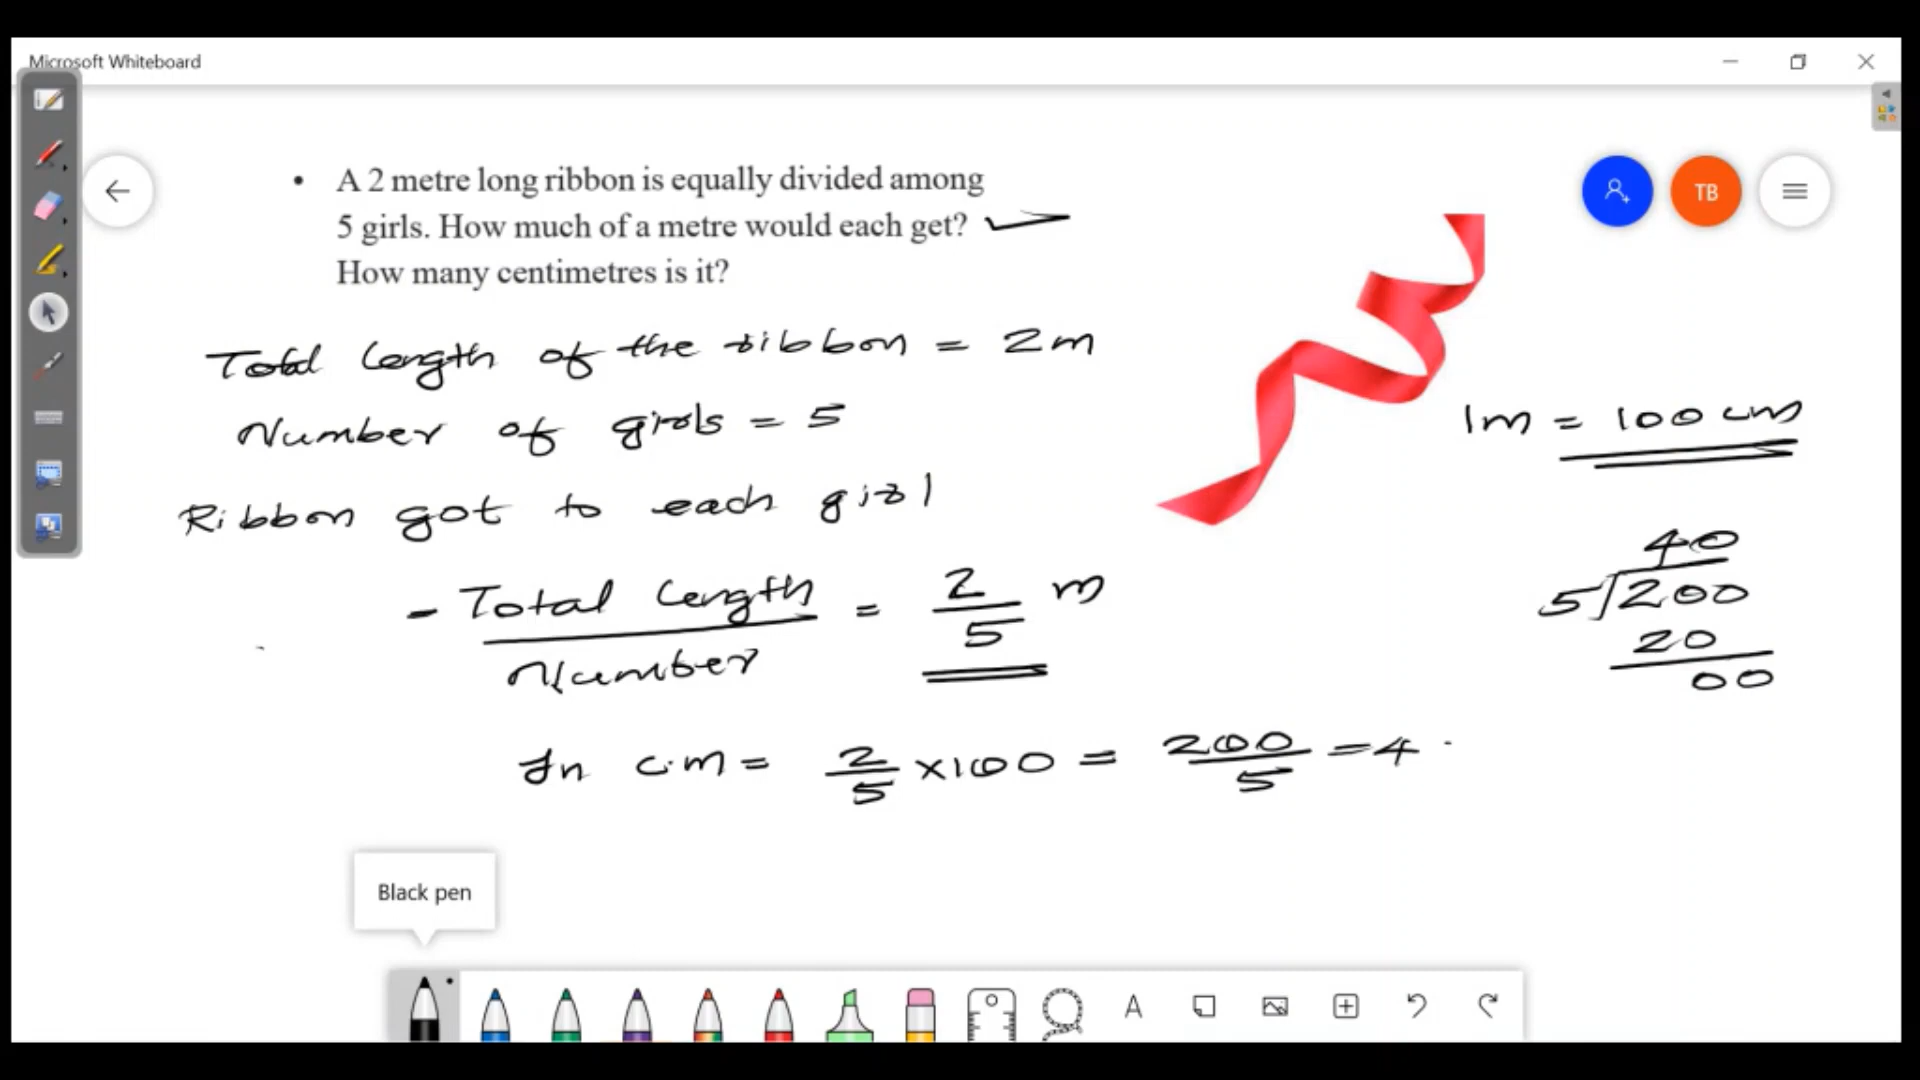 Microsoft Whiteboard
• A 2 metre long ribbon is equally divided among
5 girls. How much of a metre would each get?
How many centimetres is it?
TB
Total length of the ribbon = 2m
Number of girls = 5
1m = 100 cm
Ribbon got to each girl
- Total length / Number = 2/5 m
40
5)200
20
00
In c.m = 2/5 ×100 = 200/5 = 4
Black pen
A